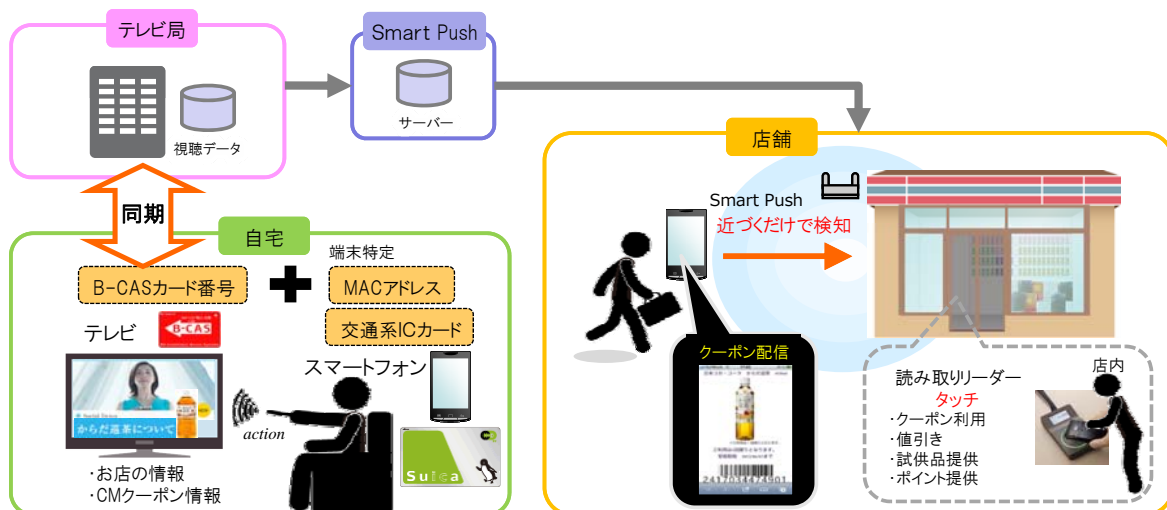 テレビ局
視聴データ
Smart Push
サーバー
同期
自宅
B-CASカード番号
端末特定
MACアドレス
交通系ICカード
テレビ
B-CAS
からだ巡茶について
action
スマートフォン
Suica
・お店の情報
・CMクーポン情報
店舗
Smart Push
近づくだけで検知
クーポン配信
2417034474901
店内
読み取りリーダー
タッチ
・クーポン利用
・値引き
・試供品提供
・ポイント提供